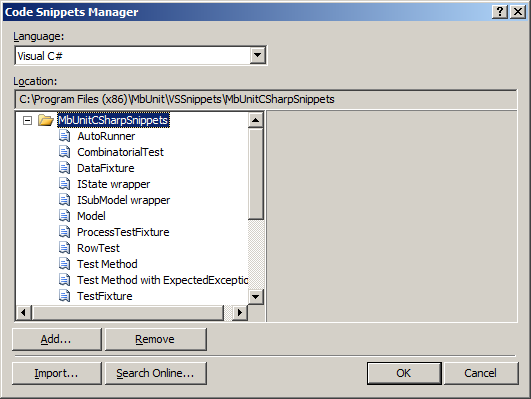 Code Snippets Manager
Language:
Visual C#
Location:
C:\Program Files (x86)\MbUnit\VSSnippets\MbUnitCSharpSnippets
MbUnitCSharpSnippets
AutoRunner
CombinatorialTest
DataFixture
IState wrapper
ISubModel wrapper
Model
ProcessTestFixture
RowTest
Test Method
Test Method with ExpectedExceptio
TestFixture
Add... Remove
Import... Search Online... OK Cancel